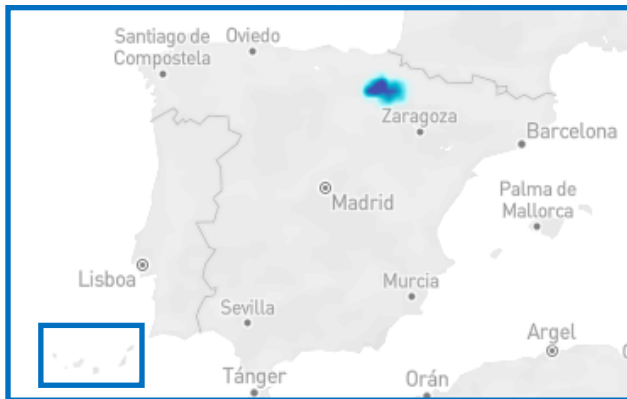 Santiago de
Compostela
Oviedo
Zaragoza
Barcelona
Madrid
Palma de
Mallorca
Lisboa
Murcia
Sevilla
Argel
Tánger
Orán